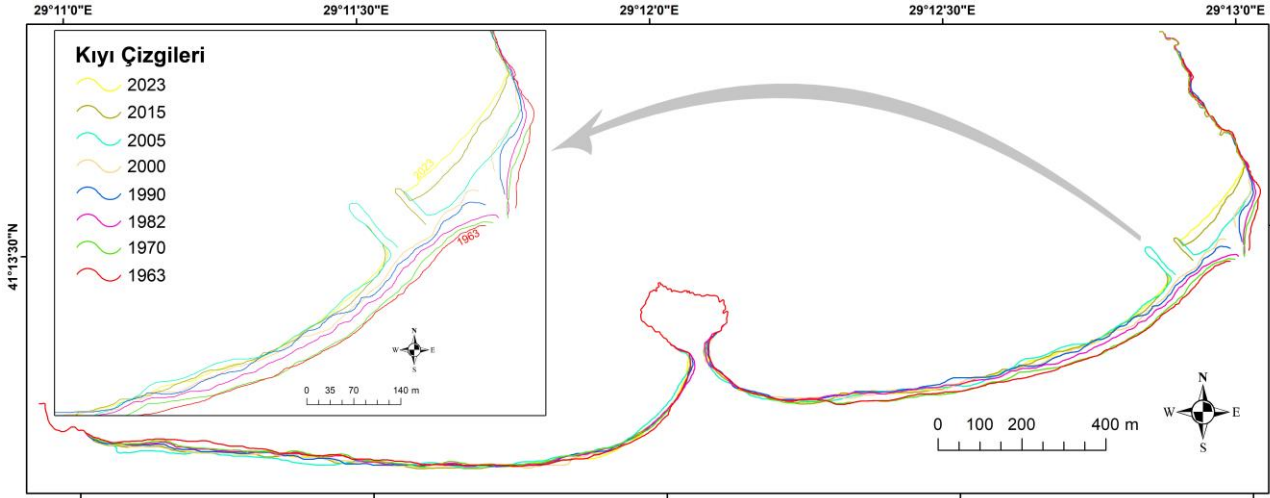 29°11'0"E 29°11'30"E 29°12'0"E 29°12'30"E 29°13'0"E
Kıyı Çizgileri
2023
2015
2005
2000
1990
1982
1970
1963
2023
1963
41°13'30"N
N
W E
S
0 35 70 140 m
N
W E
S
0 100 200 400 m